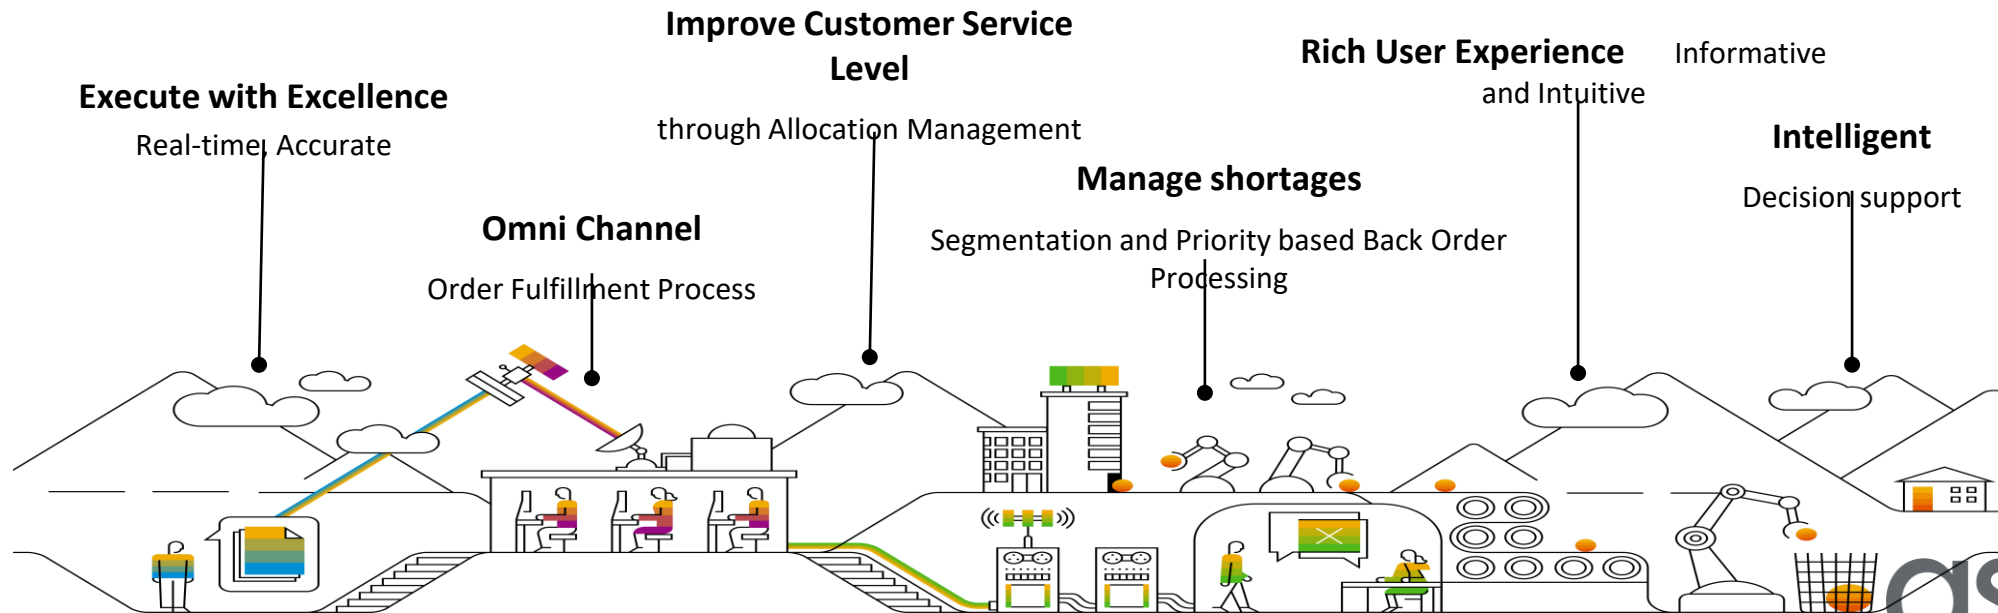 Execute with Excellence
Real-time, Accurate
Omni Channel
Order Fulfillment Process
Improve Customer Service
Level
through Allocation Management
Manage shortages
Segmentation and Priority based Back Order
Processing
Rich User Experience Informative
and Intuitive
Intelligent
Decision support